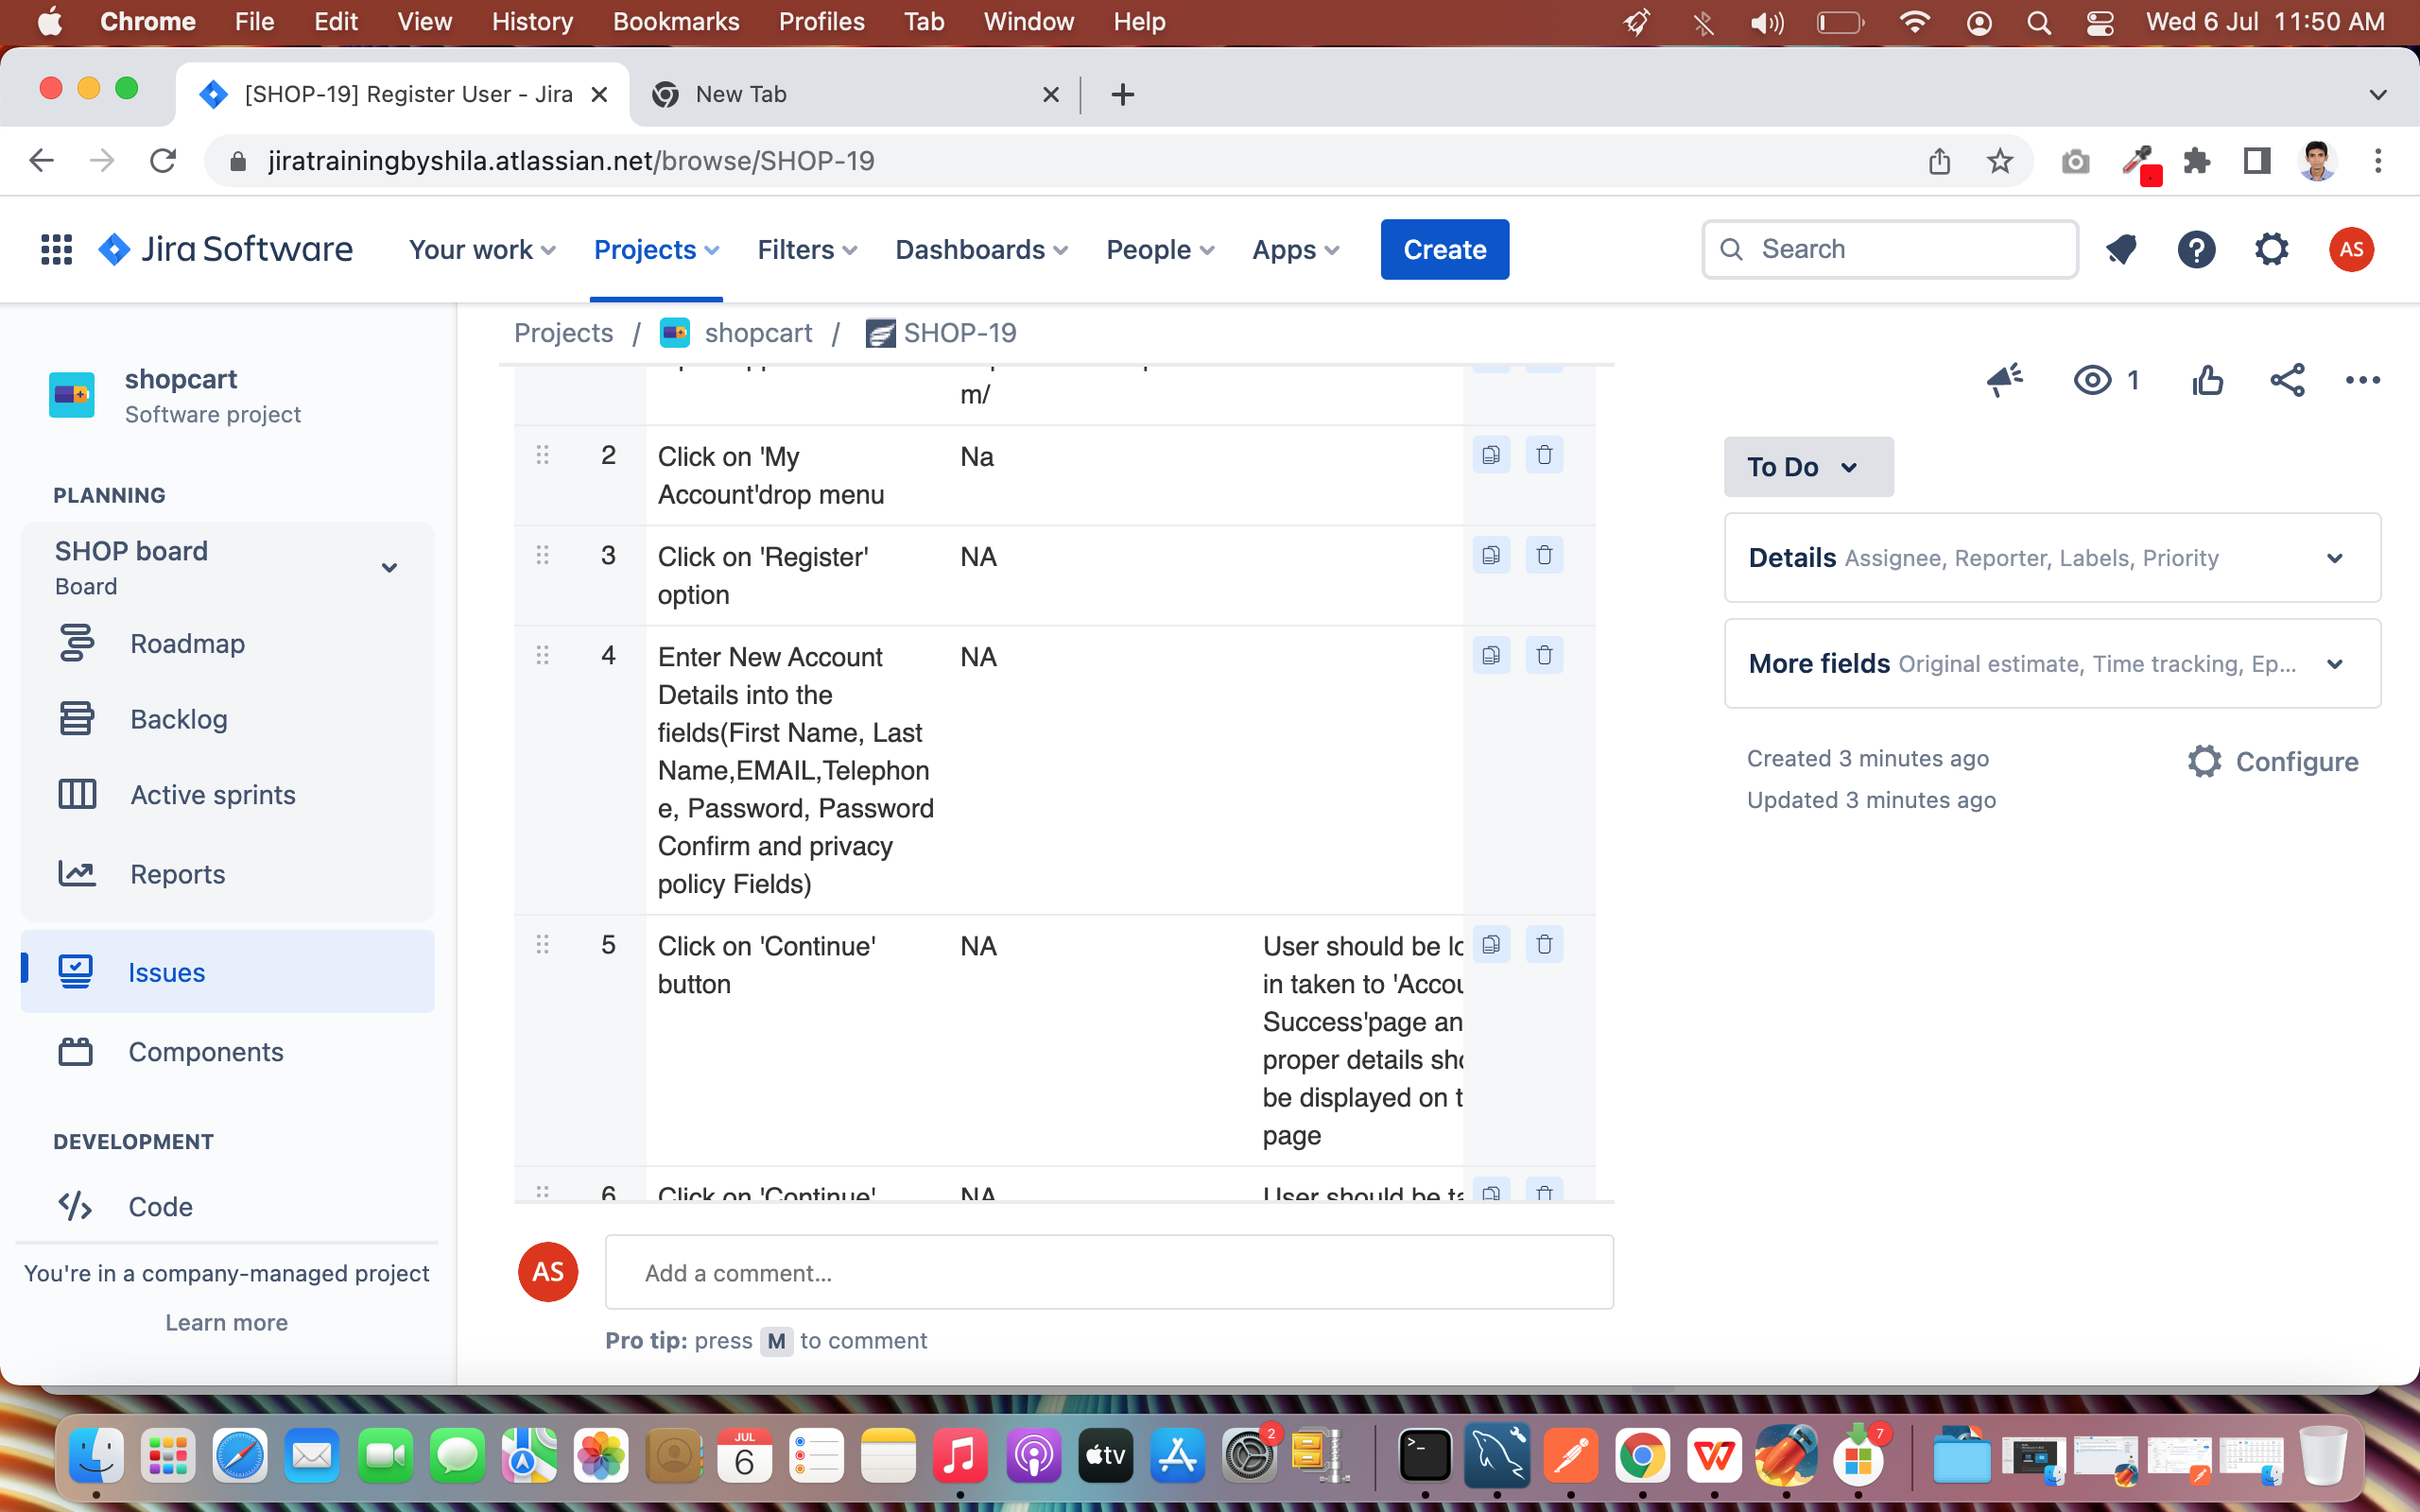 Chrome File Edit View History Bookmarks Profiles Tab Window Help Wed 6 Jul 11:50 AM
[SHOP-19] Register User - Jira New Tab
jiratrainingbyshila.atlassian.net/browse/SHOP-19
Jira Software Your work Projects Filters Dashboards People Apps Create Search AS
Projects / shopcart / SHOP-19
shopcart
Software project
PLANNING
SHOP board
Board
Roadmap
Backlog
Active sprints
Reports
Issues
Components
DEVELOPMENT
Code
You're in a company-managed project
Learn more
m/
2 Click on 'My Na
Account'drop menu
3 Click on 'Register' NA
option
4 Enter New Account NA
Details into the
fields(First Name, Last
Name,EMAIL,Telephon
e, Password, Password
Confirm and privacy
policy Fields)
5 Click on 'Continue' NA User should be lo
button in taken to 'Accou
Success'page an
proper details sho
be displayed on t
page
6 Click on 'Continue' NA User should be ta
AS Add a comment...
Pro tip: press M to comment
1
To Do
Details Assignee, Reporter, Labels, Priority
More fields Original estimate, Time tracking, Ep...
Created 3 minutes ago Configure
Updated 3 minutes ago
JUL
6
tv
2
7